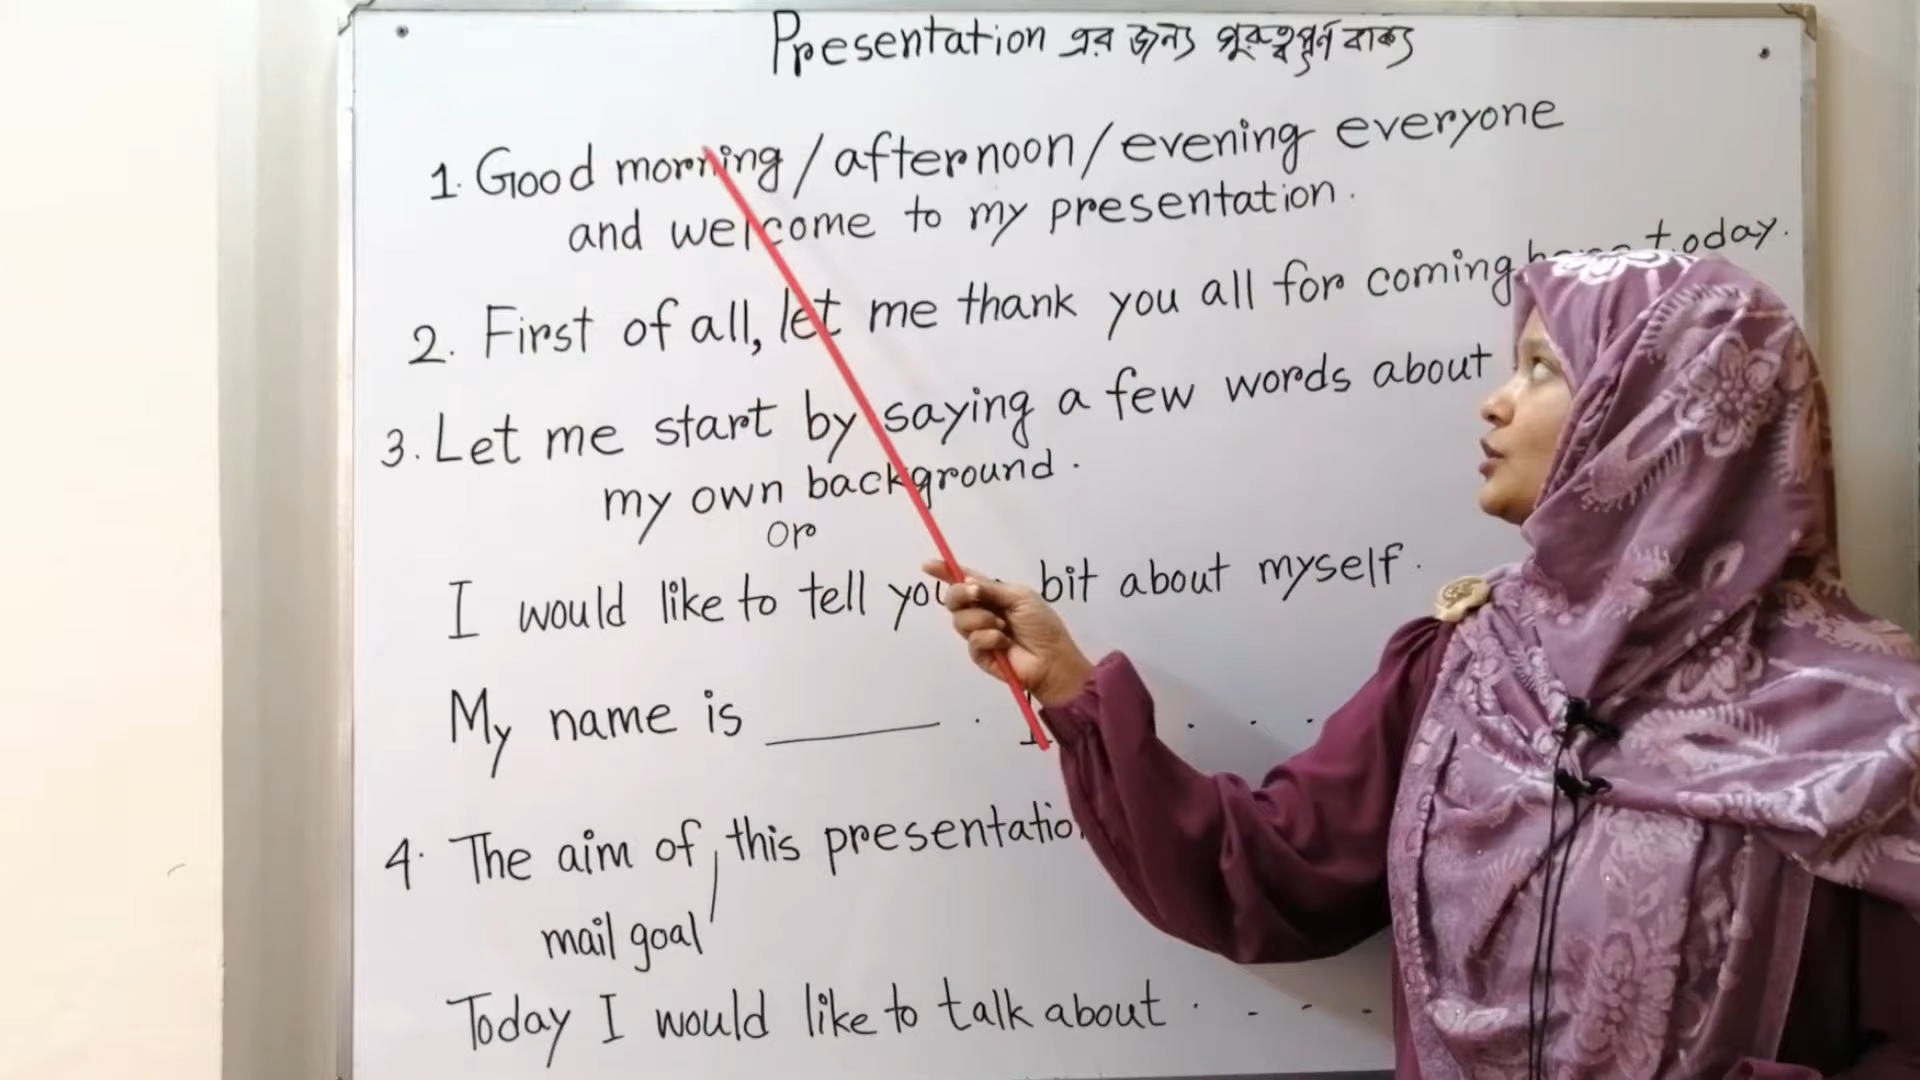 Presentation এর জন্য গুরুত্বপূর্ণ বাক্য
1. Good morning / afternoon / evening everyone
and welcome to my presentation.
2. First of all, let me thank you all for coming today.
3. Let me start by saying a few words about
my own background.
or
I would like to tell you bit about myself.
My name is ______ . I . . .
4. The aim of this presentation
mail goal
Today I would like to talk about . - - -